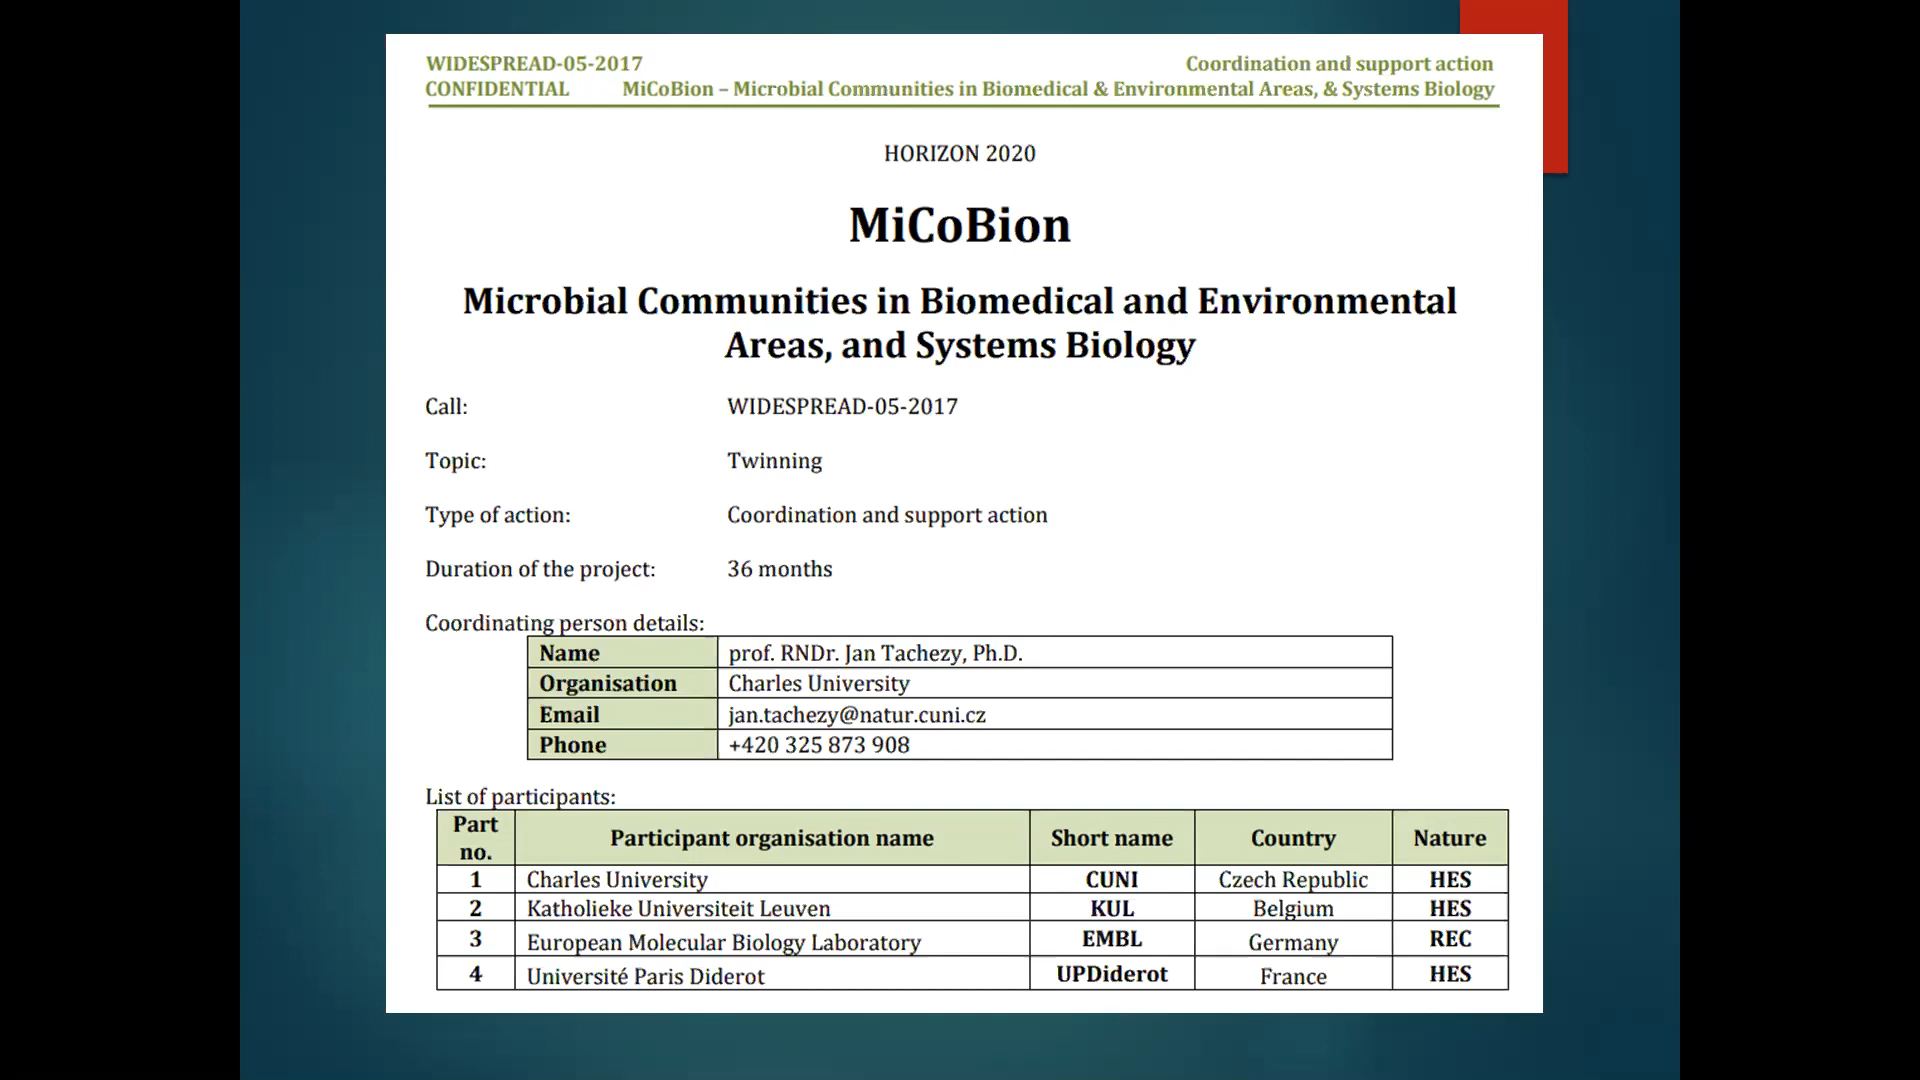 WIDESPREAD-05-2017 Coordination and support action
CONFIDENTIAL MiCoBion – Microbial Communities in Biomedical & Environmental Areas, & Systems Biology
HORIZON 2020
MiCoBion
Microbial Communities in Biomedical and Environmental
Areas, and Systems Biology
Call: WIDESPREAD-05-2017
Topic: Twinning
Type of action: Coordination and support action
Duration of the project: 36 months
Coordinating person details:
Name prof. RNDr. Jan Tachezy, Ph.D.
Organisation Charles University
Email jan.tachezy@natur.cuni.cz
Phone +420 325 873 908
List of participants:
Part no. Participant organisation name Short name Country Nature
1 Charles University CUNI Czech Republic HES
2 Katholieke Universiteit Leuven KUL Belgium HES
3 European Molecular Biology Laboratory EMBL Germany REC
4 Université Paris Diderot UPDiderot France HES